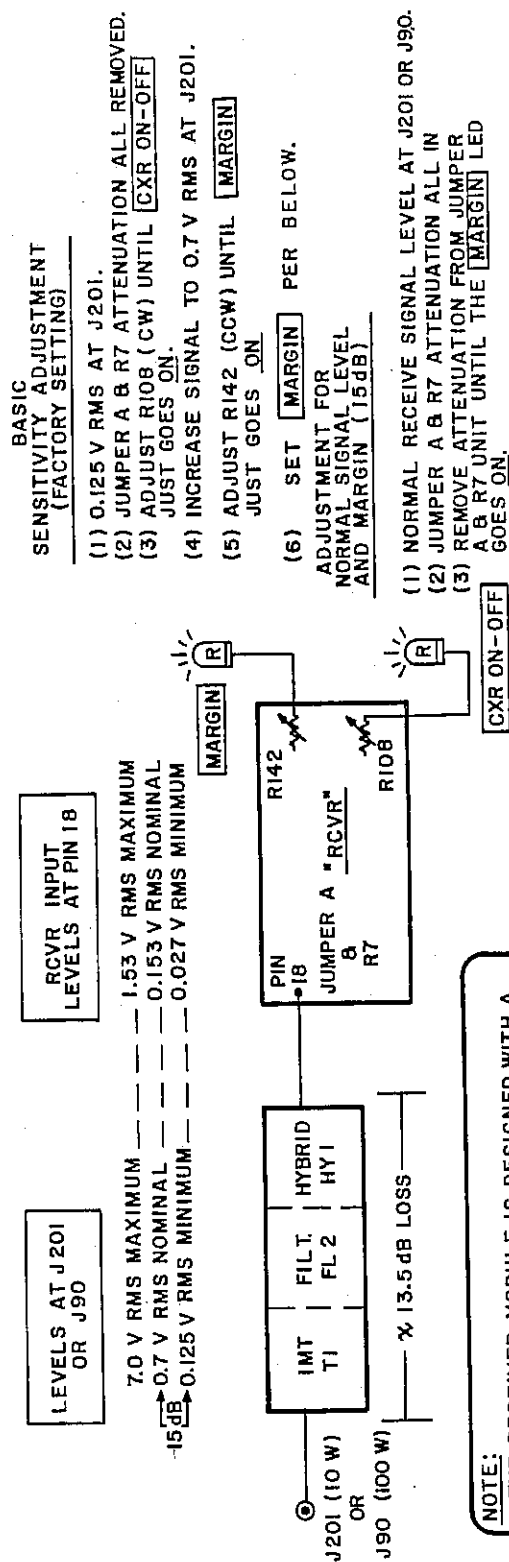 LEVELS AT J201
OR J90
RCVR INPUT
LEVELS AT PIN 18
7.0 V RMS MAXIMUM — — — 1.53 V RMS MAXIMUM
0.7 V RMS NOMINAL — — — 0.153 V RMS NOMINAL
0.125 V RMS MINIMUM — — — 0.027 V RMS MINIMUM
15dB
J201 (10 W)
OR
J90 (100 W)
IMT
T1
FILT.
FL2
HYBRID
HY1
≈ 13.5 dB LOSS
PIN
18
JUMPER A "RCVR"
&
R7
R142
R108
MARGIN
R
R
CXR ON-OFF
BASIC
SENSITIVITY ADJUSTMENT
(FACTORY SETTING)
(1) 0.125 V RMS AT J201.
(2) JUMPER A & R7 ATTENUATION ALL REMOVED.
(3) ADJUST R108 (CW) UNTIL CXR ON-OFF
JUST GOES ON.
(4) INCREASE SIGNAL TO 0.7 V RMS AT J201.
(5) ADJUST R142 (CCW) UNTIL MARGIN
JUST GOES ON
(6) SET MARGIN PER BELOW.
ADJUSTMENT FOR
NORMAL SIGNAL LEVEL
AND MARGIN (15dB)
(1) NORMAL RECEIVE SIGNAL LEVEL AT J201 OR J90.
(2) JUMPER A & R7 ATTENUATION ALL IN
(3) REMOVE ATTENUATION FROM JUMPER
A & R7 UNIT UNTIL THE MARGIN LED
GOES ON.
NOTE:
THE RECEIVER MODULE IS DESIGNED WITH A